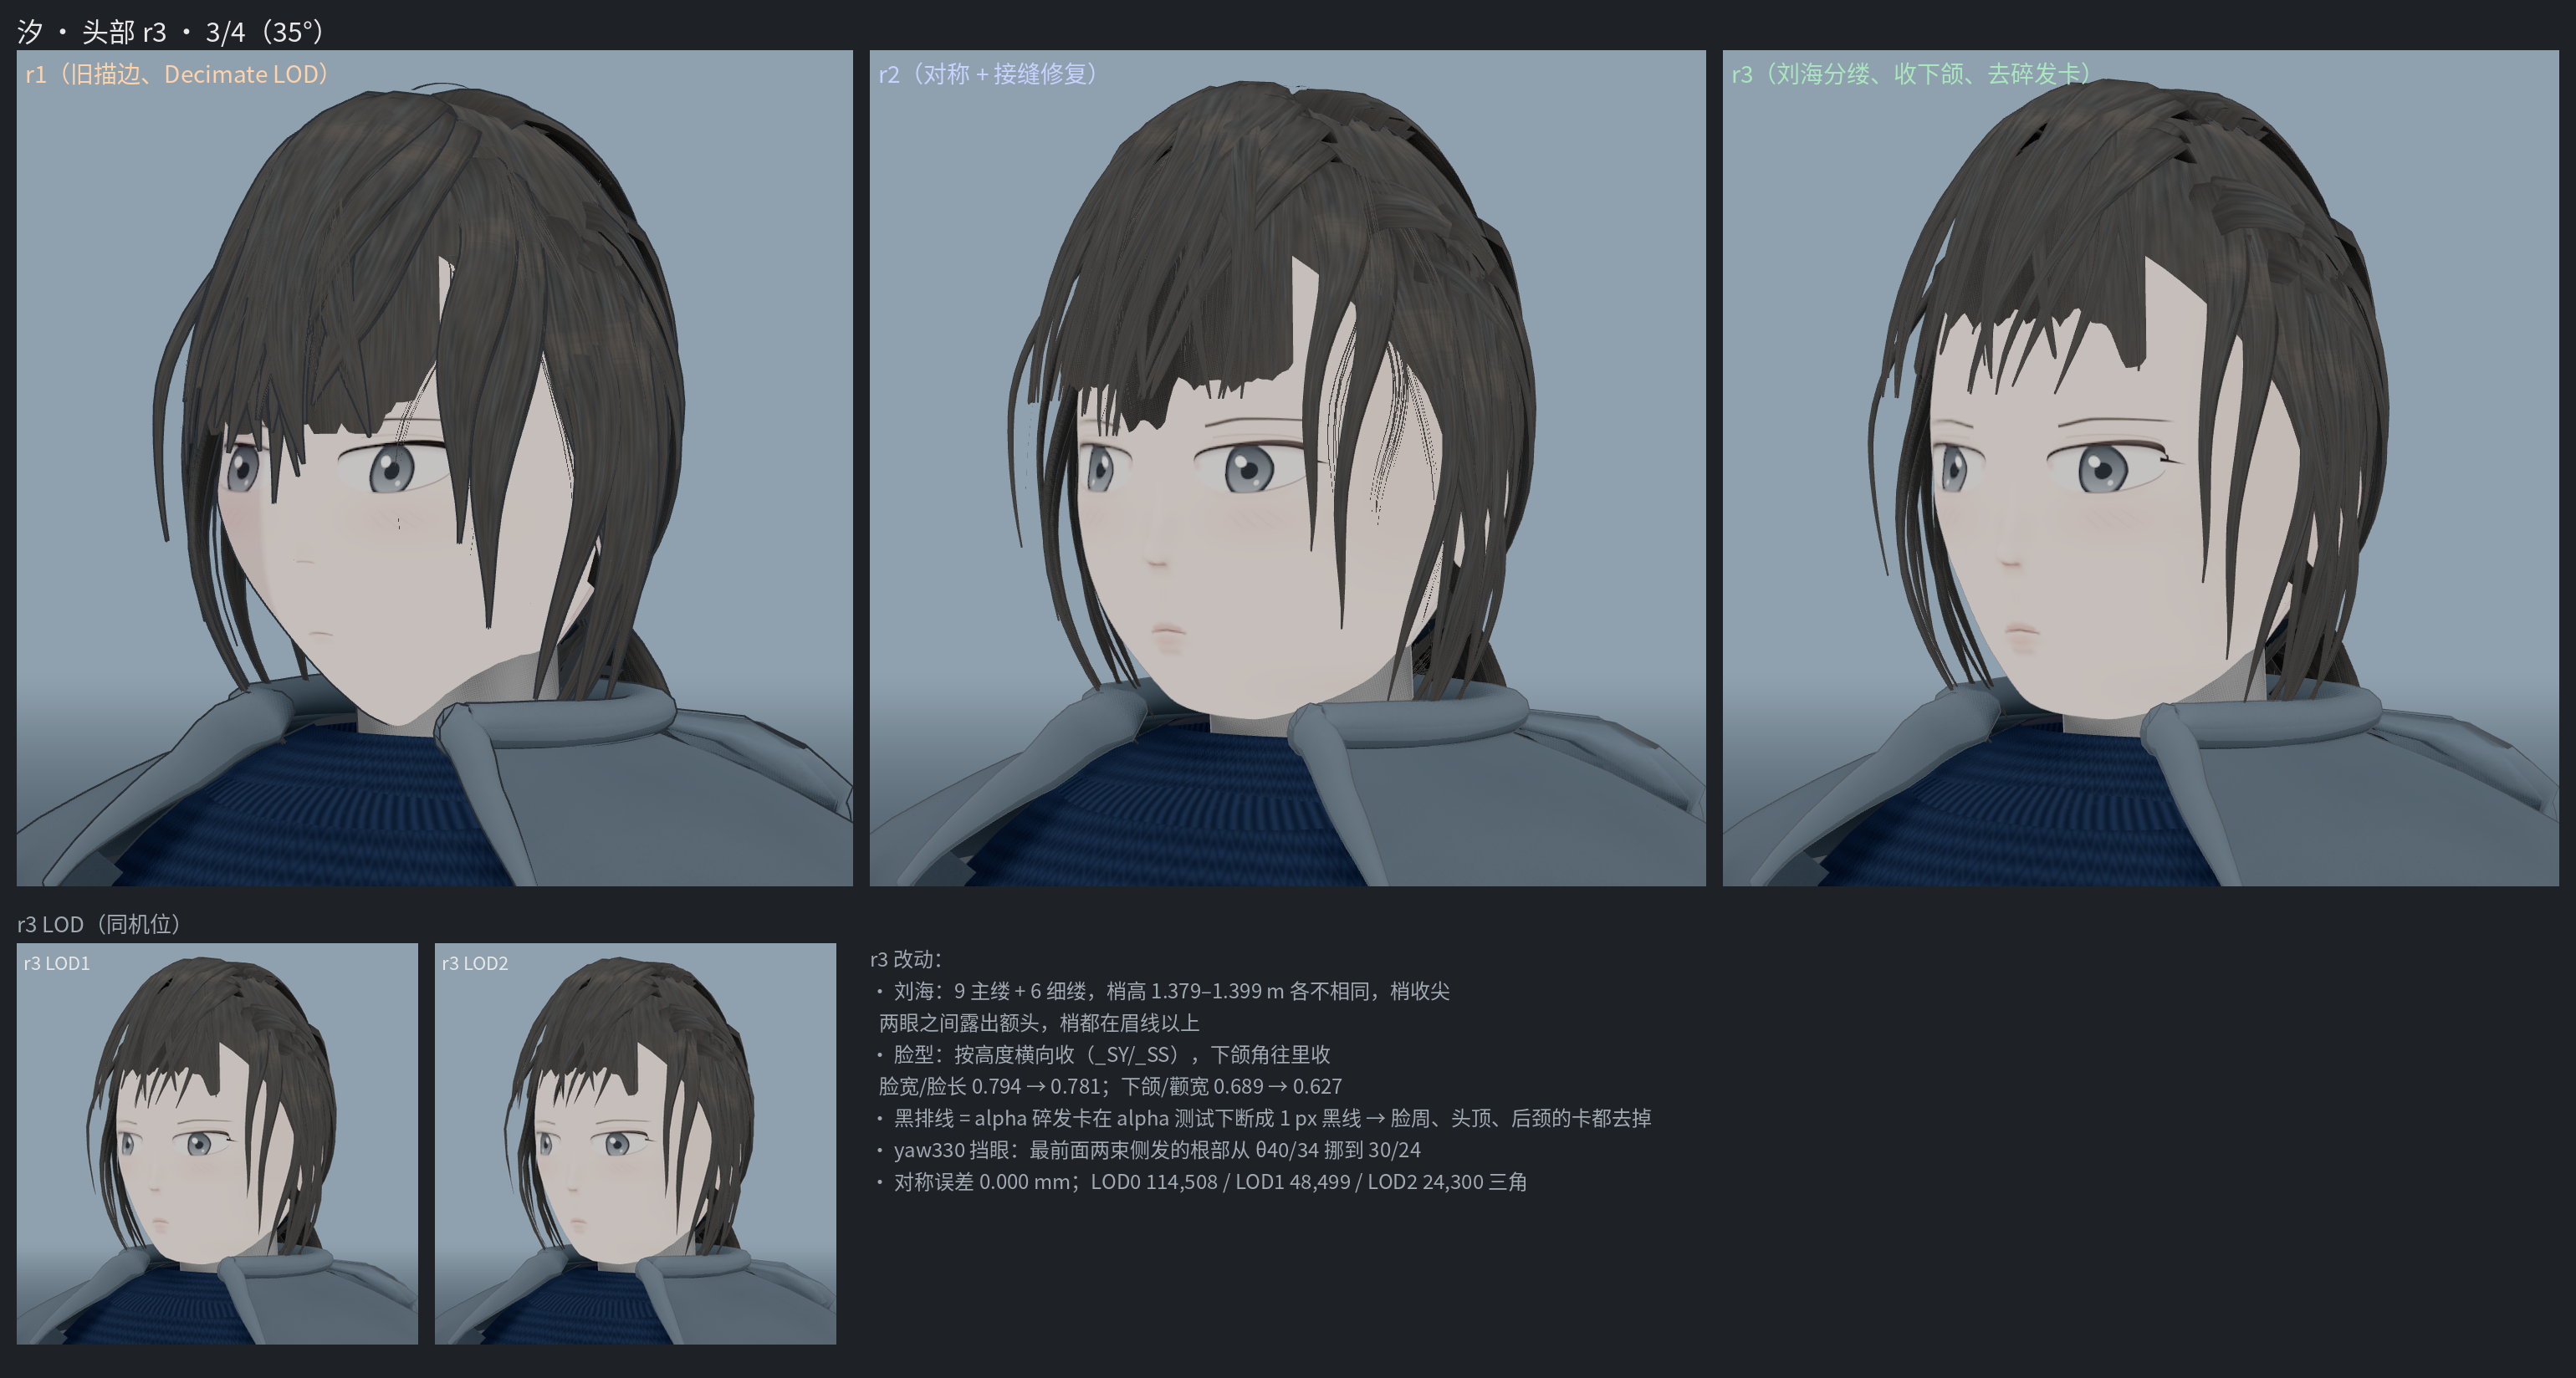 汐 · 头部 r3 · 3/4（35°）
r1（旧描边、Decimate LOD）
r2（对称 + 接缝修复）
r3（刘海分缕、收下颌、去碎发卡）
r3 LOD（同机位）
r3 LOD1
r3 LOD2
r3 改动：
· 刘海：9 主缕 + 6 细缕，梢高 1.379–1.399 m 各不相同，梢收尖
两眼之间露出额头，梢都在眉线以上
· 脸型：按高度横向收（_SY/_SS），下颌角往里收
脸宽/脸长 0.794 → 0.781；下颌/颧宽 0.689 → 0.627
· 黑排线 = alpha 碎发卡在 alpha 测试下断成 1 px 黑线 → 脸周、头顶、后颈的卡都去掉
· yaw330 挡眼：最前面两束侧发的根部从 θ40/34 挪到 30/24
· 对称误差 0.000 mm；LOD0 114,508 / LOD1 48,499 / LOD2 24,300 三角